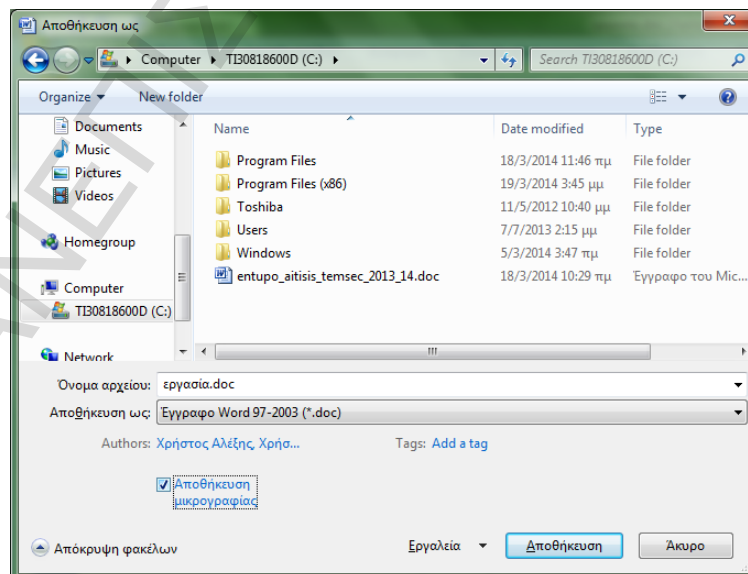 Αποθήκευση ως
Computer TI30818600D (C:)
Search TI30818600D (C:)
Organize New folder
Name Date modified Type
Documents
Music
Pictures
Videos
Homegroup
Computer
TI30818600D (C:)
Network
Program Files 18/3/2014 11:46 πμ File folder
Program Files (x86) 19/3/2014 3:45 μμ File folder
Toshiba 11/5/2012 10:40 μμ File folder
Users 7/7/2013 2:15 μμ File folder
Windows 5/3/2014 3:47 πμ File folder
entupo_aitisis_temsec_2013_14.doc 18/3/2014 10:29 πμ Έγγραφο του Mic...
Όνομα αρχείου: εργασία.doc
Αποθήκευση ως: Έγγραφο Word 97-2003 (*.doc)
Authors: Χρήστος Αλέξης, Χρήσ... Tags: Add a tag
Αποθήκευση
μικρογραφίας
Απόκρυψη φακέλων Εργαλεία Αποθήκευση Άκυρο